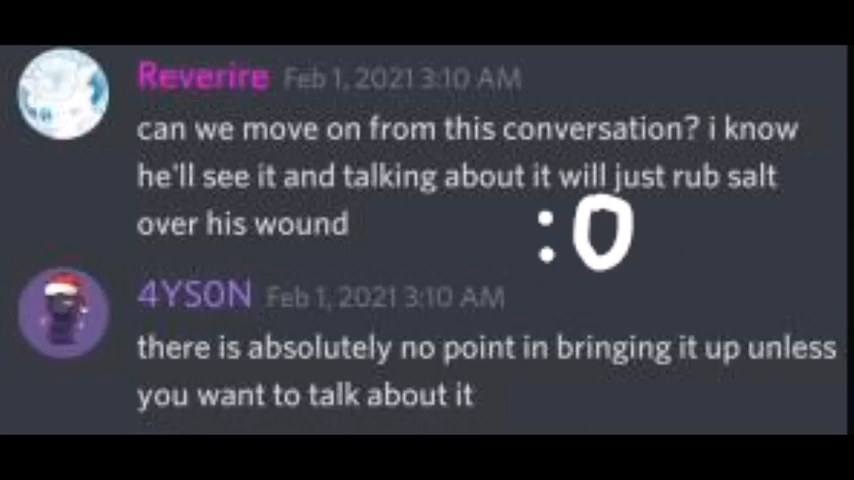 Reverire Feb 1, 2021 3:10 AM
can we move on from this conversation? i know
he'll see it and talking about it will just rub salt
over his wound
:0
4YS0N Feb 1, 2021 3:10 AM
there is absolutely no point in bringing it up unless
you want to talk about it